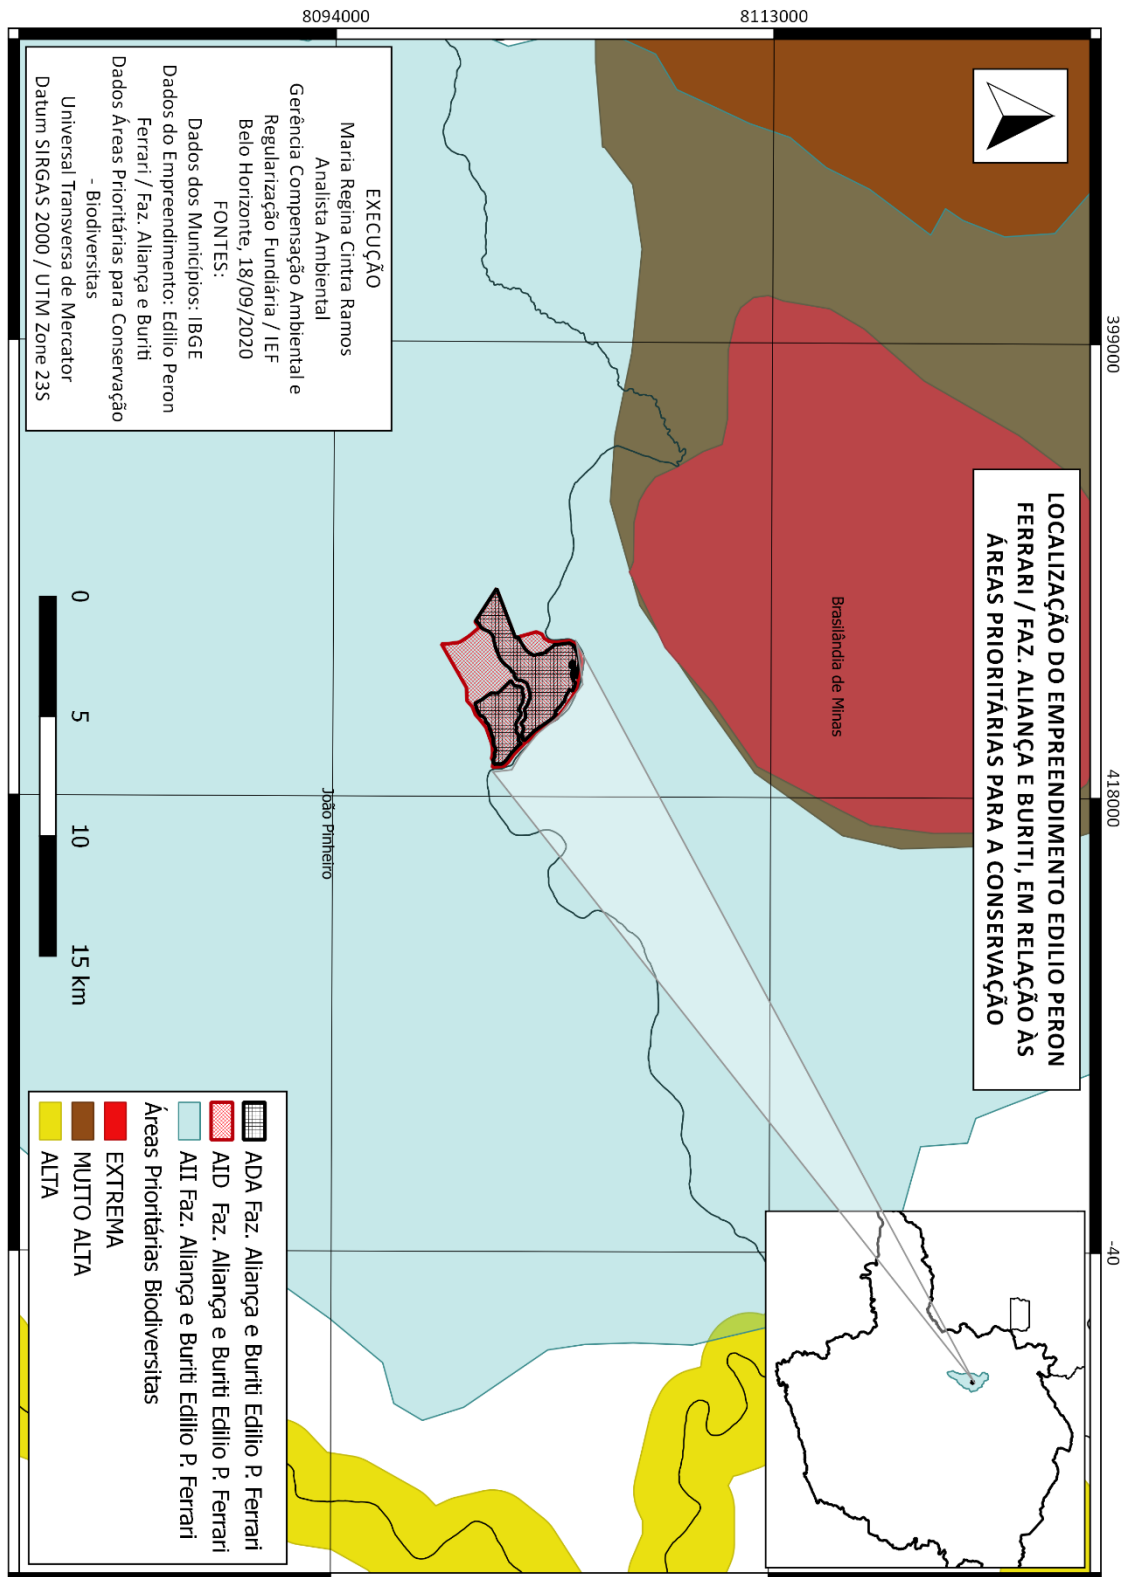 LOCALIZAÇÃO DO EMPREENDIMENTO EDILIO PERON
FERRARI / FAZ. ALIANÇA E BURITI, EM RELAÇÃO ÀS
ÁREAS PRIORITÁRIAS PARA A CONSERVAÇÃO
399000
418000
-40
8113000
8094000
Brasilândia de Minas
João Pinheiro
EXECUÇÃO
Maria Regina Cintra Ramos
Analista Ambiental
Gerência Compensação Ambiental e
Regularização Fundiária / IEF
Belo Horizonte, 18/09/2020
FONTES:
Dados dos Municípios: IBGE
Dados do Empreendimento: Edilio Peron
Ferrari / Faz. Aliança e Buriti
Dados Áreas Prioritárias para Conservação
- Biodiversitas
Universal Transversa de Mercator
Datum SIRGAS 2000 / UTM Zone 23S
0 5 10 15 km
ADA Faz. Aliança e Buriti Edilio P. Ferrari
AID Faz. Aliança e Buriti Edilio P. Ferrari
AII Faz. Aliança e Buriti Edilio P. Ferrari
Áreas Prioritárias Biodiversitas
EXTREMA
MUITO ALTA
ALTA